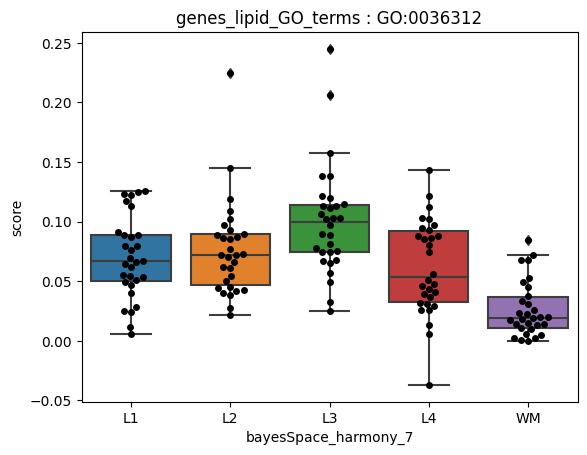 genes_lipid_GO_terms : GO:0036312
0.25
0.20
0.15
0.10
0.05
0.00
−0.05
score
L1 L2 L3 L4 WM
bayesSpace_harmony_7